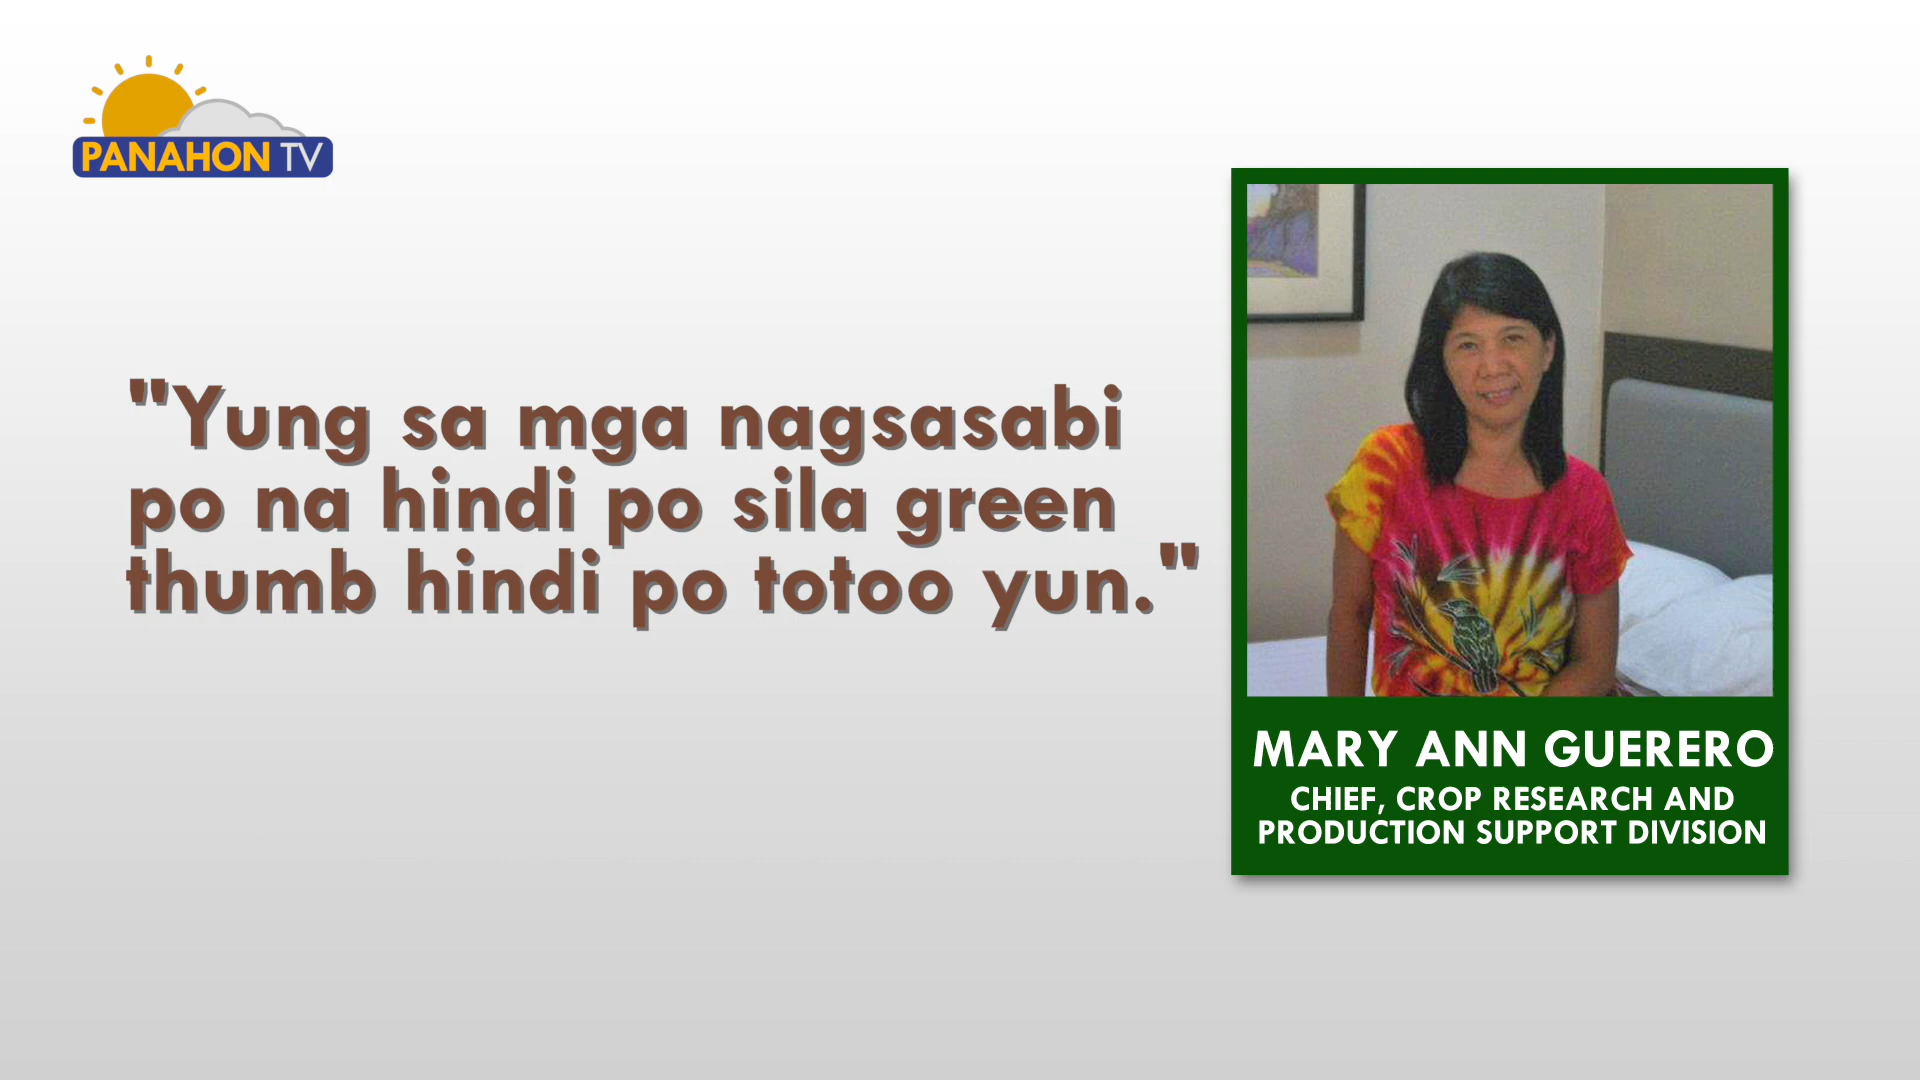 PANAHON TV
"Yung sa mga nagsasabi
po na hindi po sila green
thumb hindi po totoo yun."
MARY ANN GUERERO
CHIEF, CROP RESEARCH AND
PRODUCTION SUPPORT DIVISION